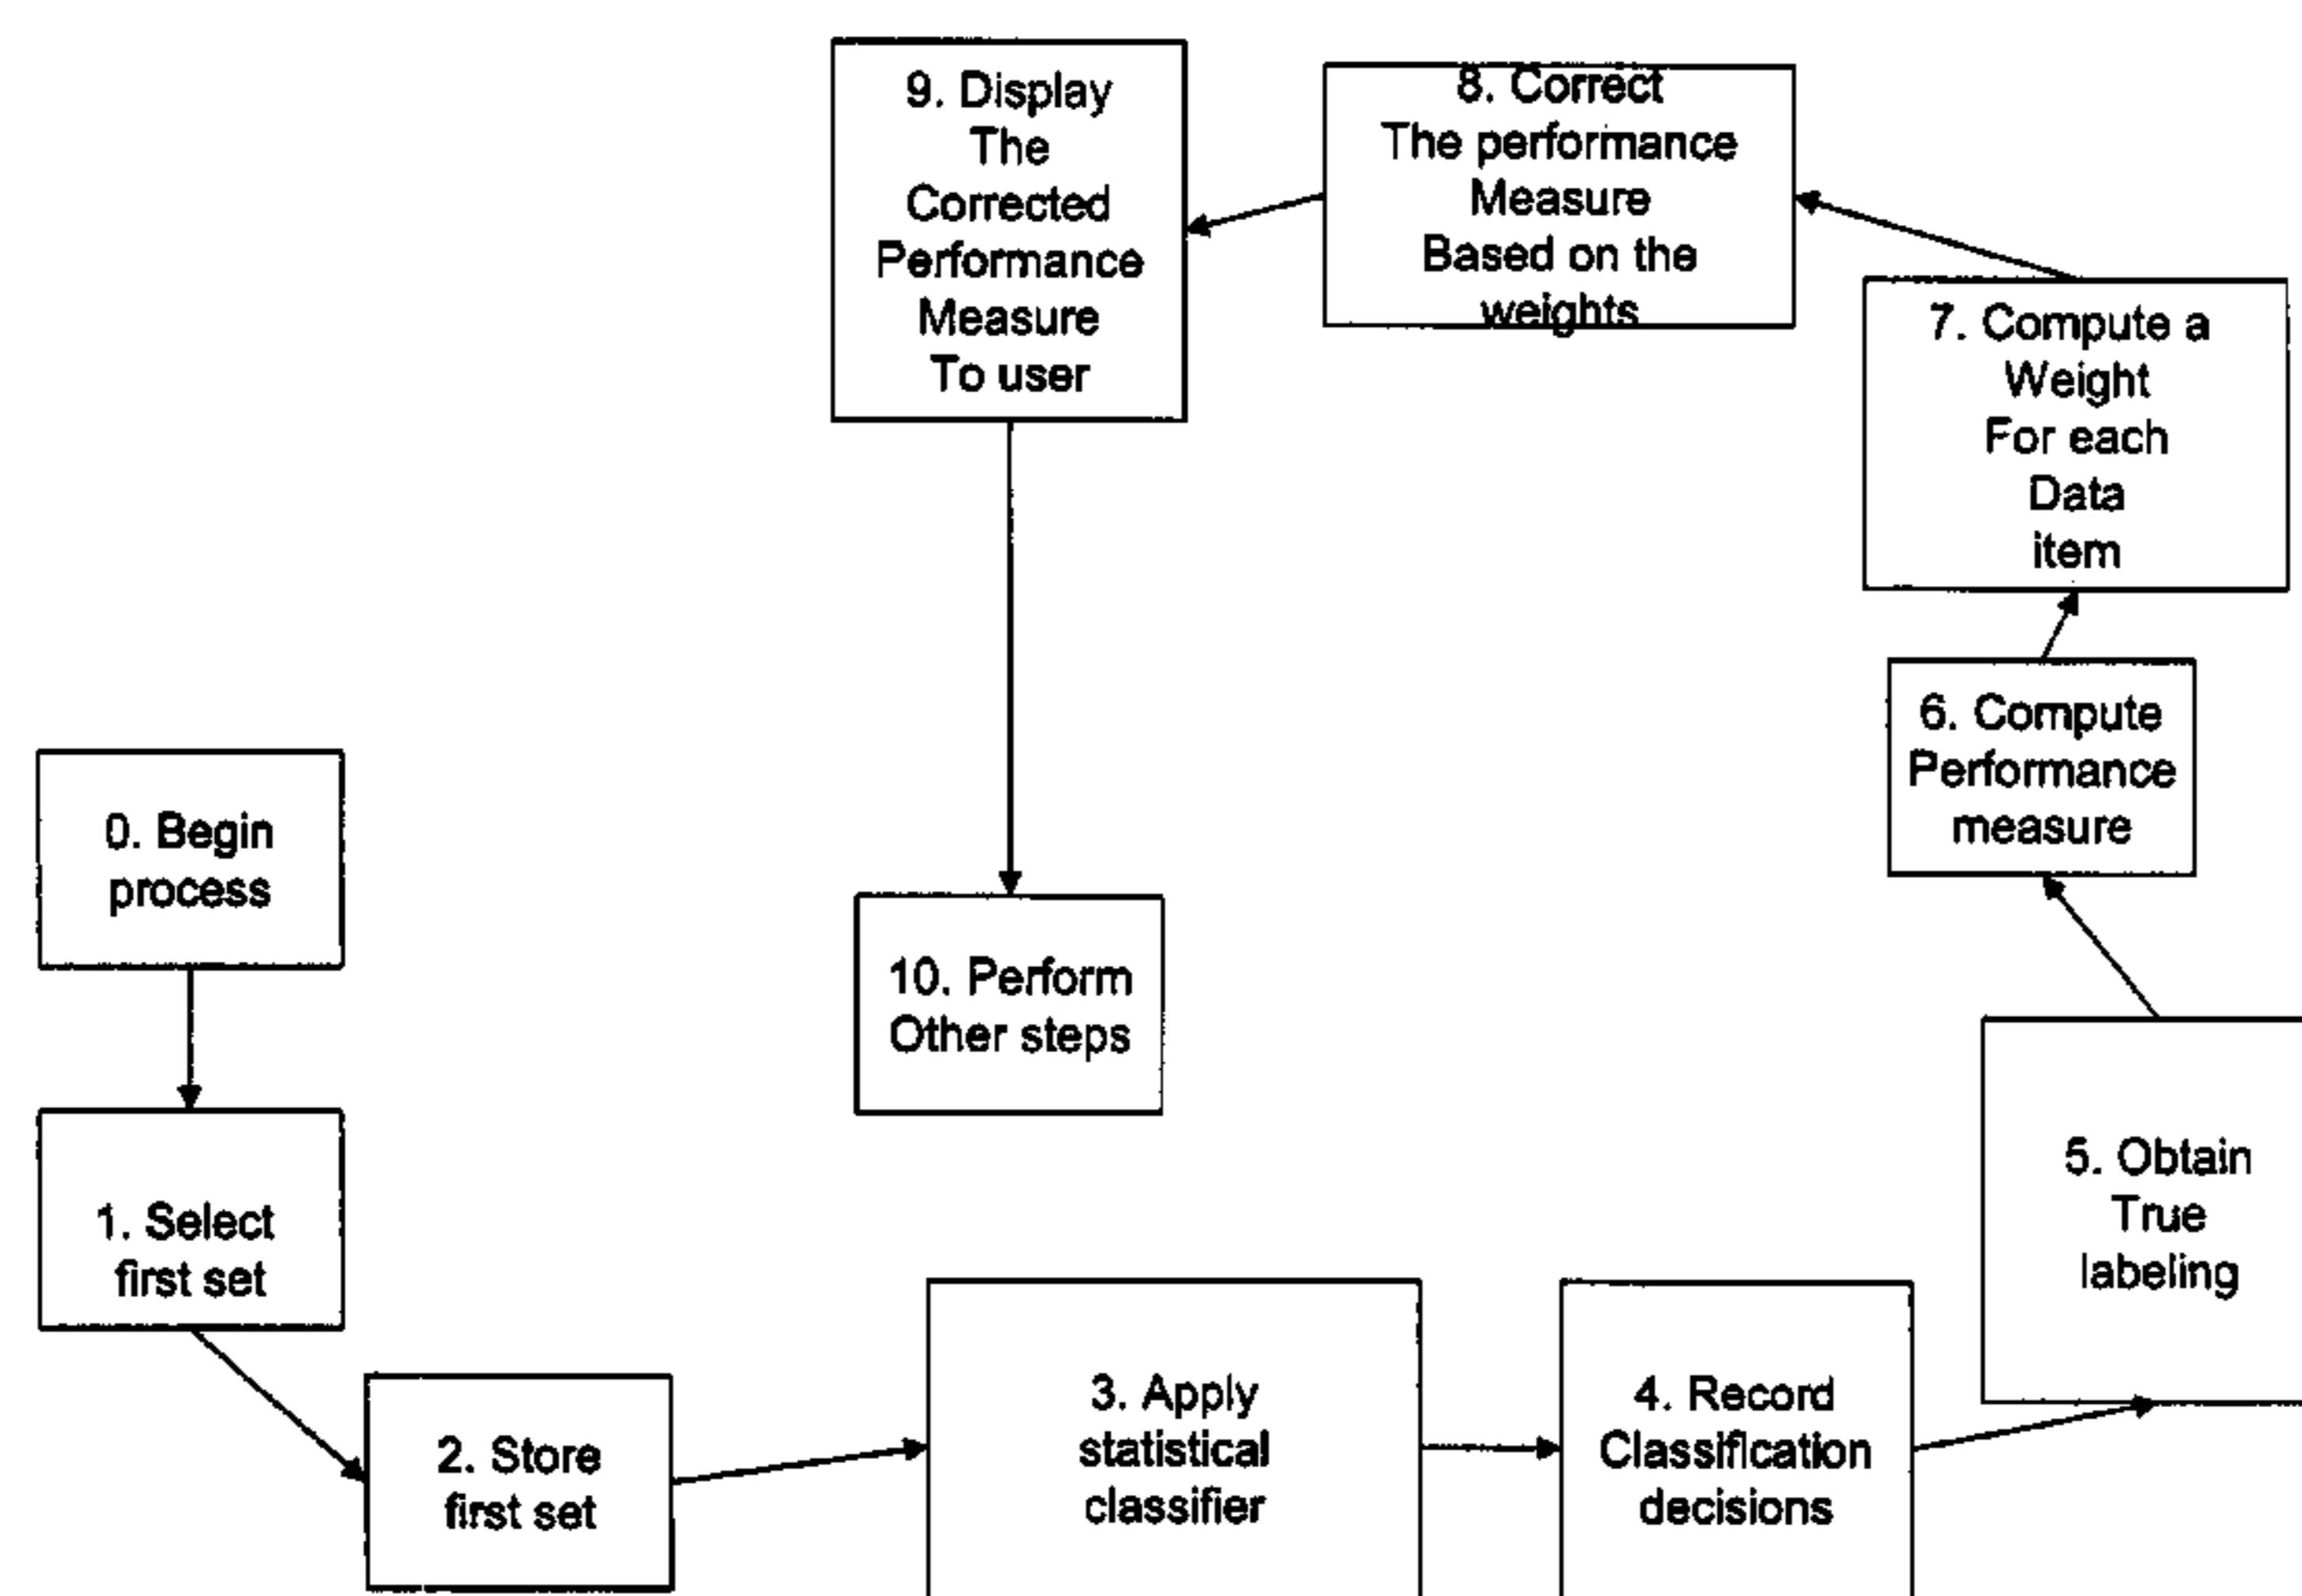 9. Display
The
Corrected
Performance
Measure
To user
8. Correct
The performance
Measure
Based on the
weights
7. Compute a
Weight
For each
Data
item
6. Compute
Performance
measure
0. Begin
process
10. Perform
Other steps
5. Obtain
True
labeling
1. Select
first set
2. Store
first set
3. Apply
statistical
classifier
4. Record
Classification
decisions